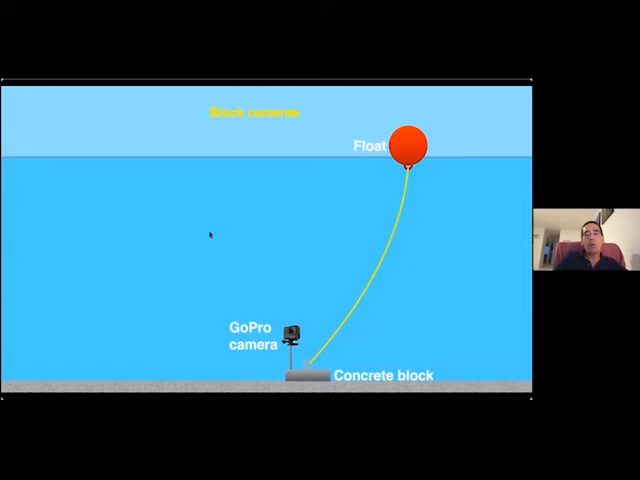 Block cameras
Float
GoPro
camera
Concrete block